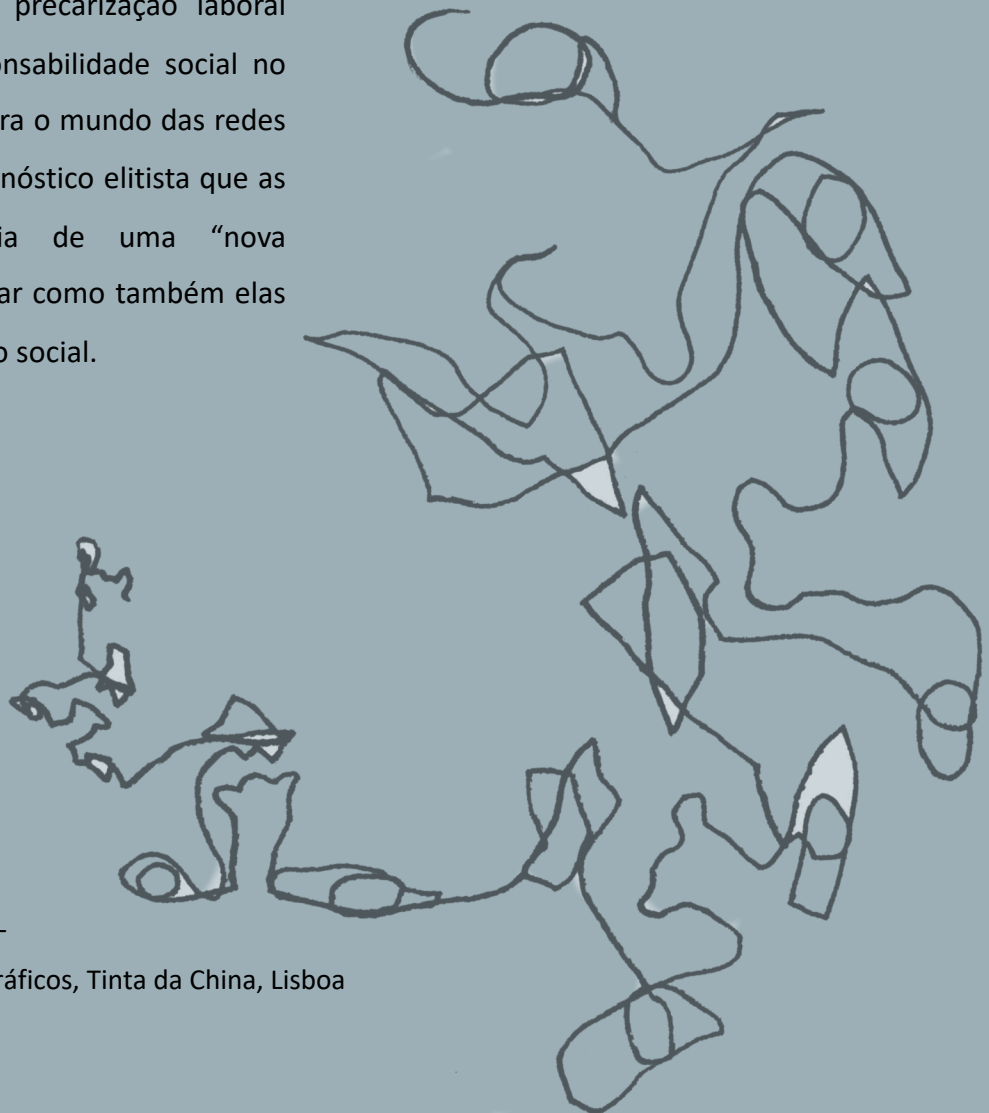 precarização laboral
onsabilidade social no
ra o mundo das redes
nóstico elitista que as
ia de uma “nova
ar como também elas
o social.
ráficos, Tinta da China, Lisboa